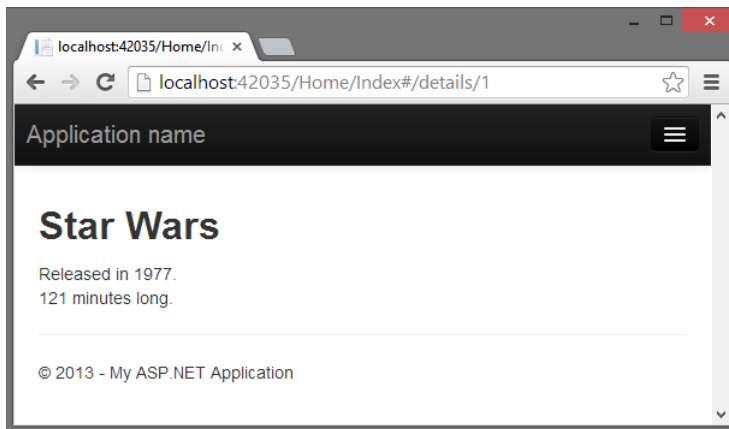 localhost:42035/Home/Inc
localhost:42035/Home/Index#/details/1
Application name
Star Wars
Released in 1977.
121 minutes long.
© 2013 - My ASP.NET Application